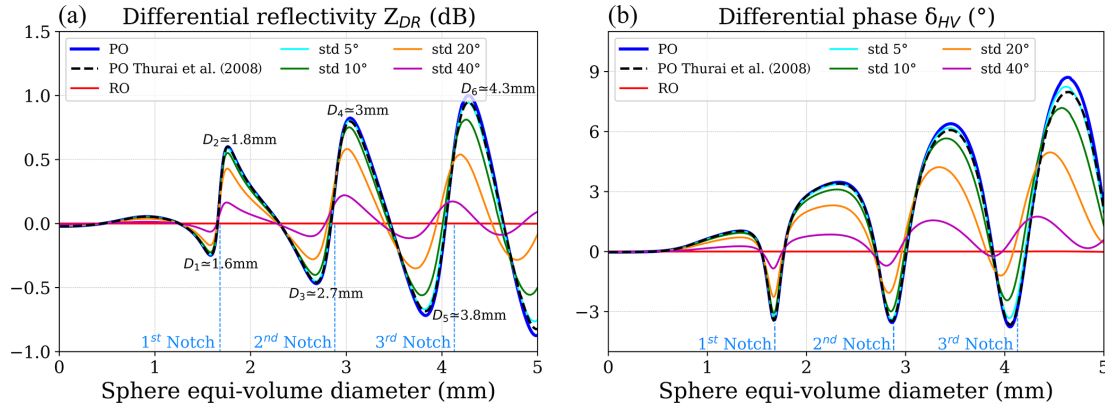 (a) Differential reflectivity Z_DR (dB)
PO
PO Thurai et al. (2008)
RO
std 5°
std 10°
std 20°
std 40°
1.5
1.0
0.5
0.0
−0.5
−1.0
D₁≃1.6mm
D₂≃1.8mm
D₃≃2.7mm
D₄≃3mm
D₅≃3.8mm
D₆≃4.3mm
1ˢᵗ Notch
2ⁿᵈ Notch
3ʳᵈ Notch
0 1 2 3 4 5
Sphere equi-volume diameter (mm)
(b) Differential phase δ_HV (°)
PO
PO Thurai et al. (2008)
RO
std 5°
std 10°
std 20°
std 40°
9
6
3
0
−3
1ˢᵗ Notch
2ⁿᵈ Notch
3ʳᵈ Notch
0 1 2 3 4 5
Sphere equi-volume diameter (mm)